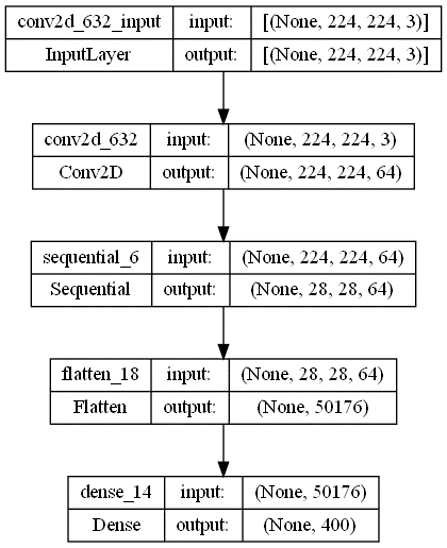 conv2d_632_input input: [(None, 224, 224, 3)]
InputLayer output: [(None, 224, 224, 3)]
conv2d_632 input: (None, 224, 224, 3)
Conv2D output: (None, 224, 224, 64)
sequential_6 input: (None, 224, 224, 64)
Sequential output: (None, 28, 28, 64)
flatten_18 input: (None, 28, 28, 64)
Flatten output: (None, 50176)
dense_14 input: (None, 50176)
Dense output: (None, 400)